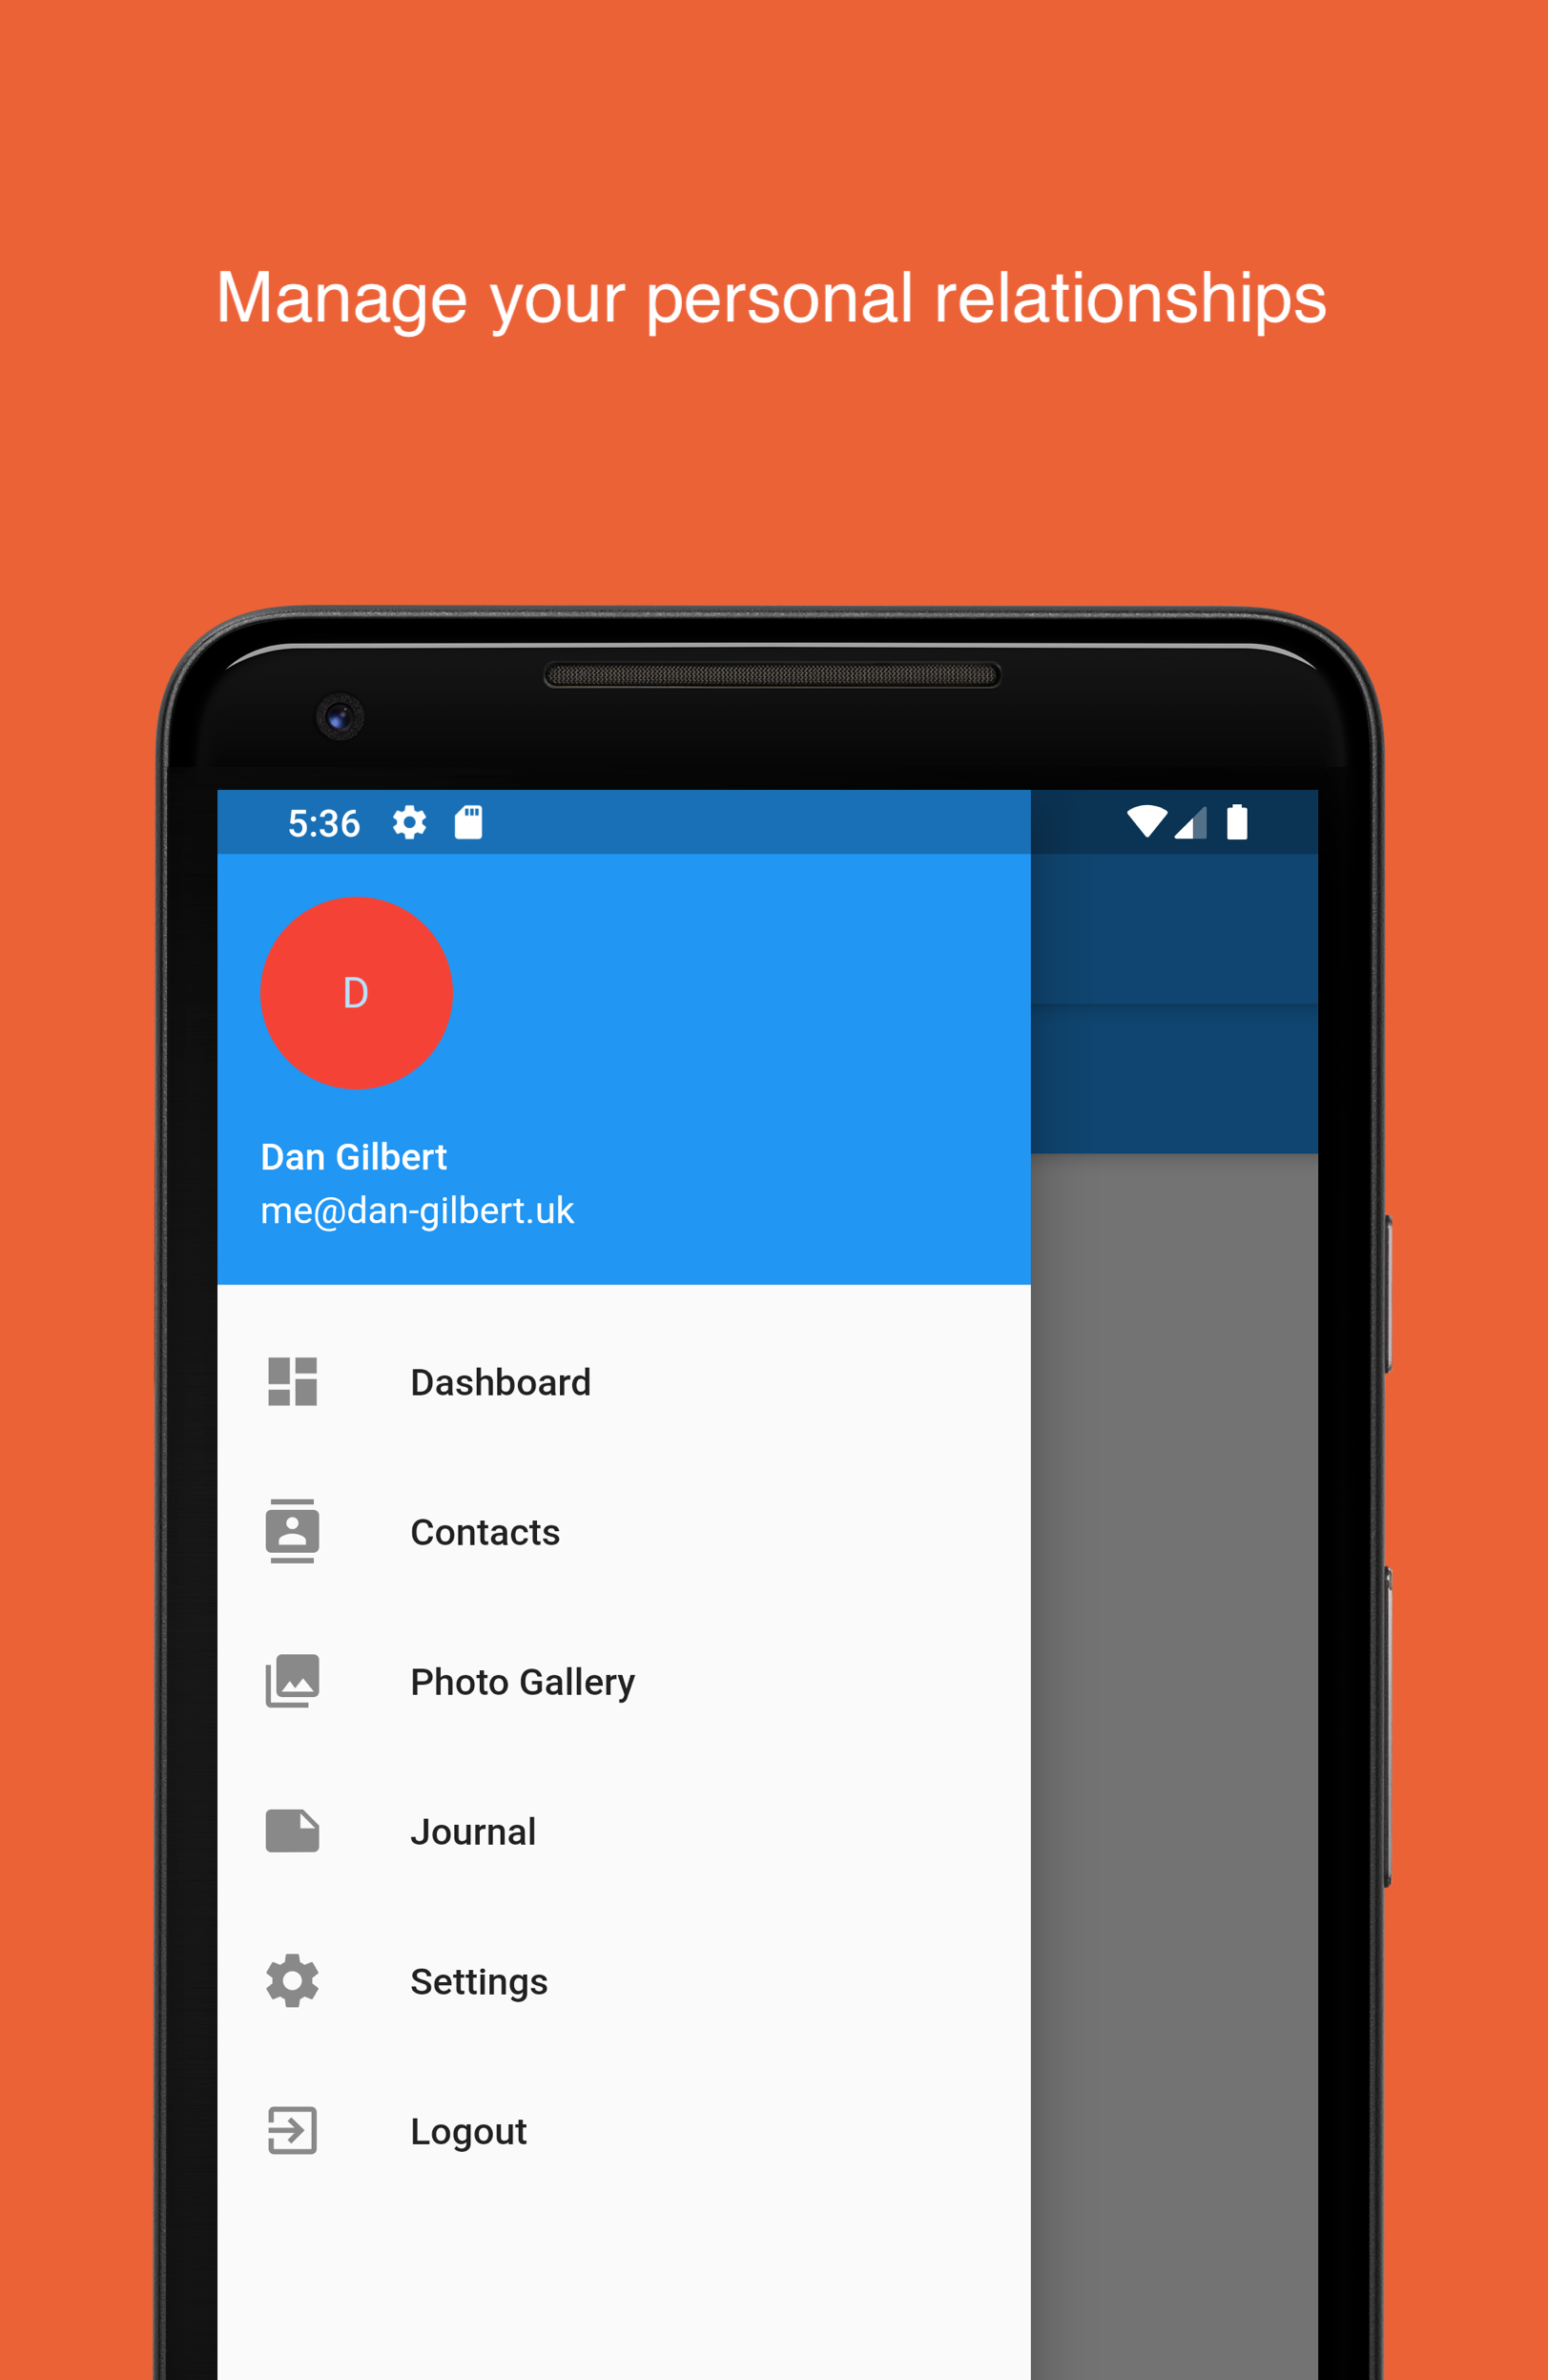 Manage your personal relationships
5:36
D
Dan Gilbert
me@dan-gilbert.uk
Dashboard
Contacts
Photo Gallery
Journal
Settings
Logout